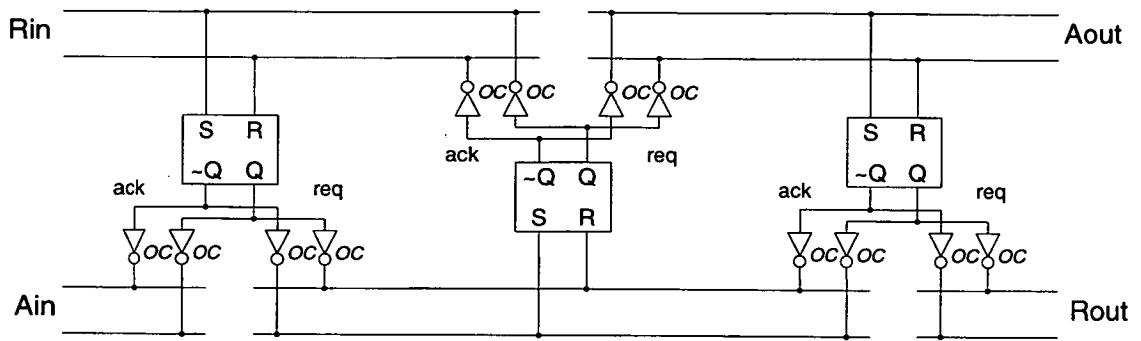 Rin
Aout
OC OC OC OC
S R
~Q Q
ack req
ack req
~Q Q
S R
S R
~Q Q
ack req
OC OC OC OC
OC OC OC OC
Ain
Rout